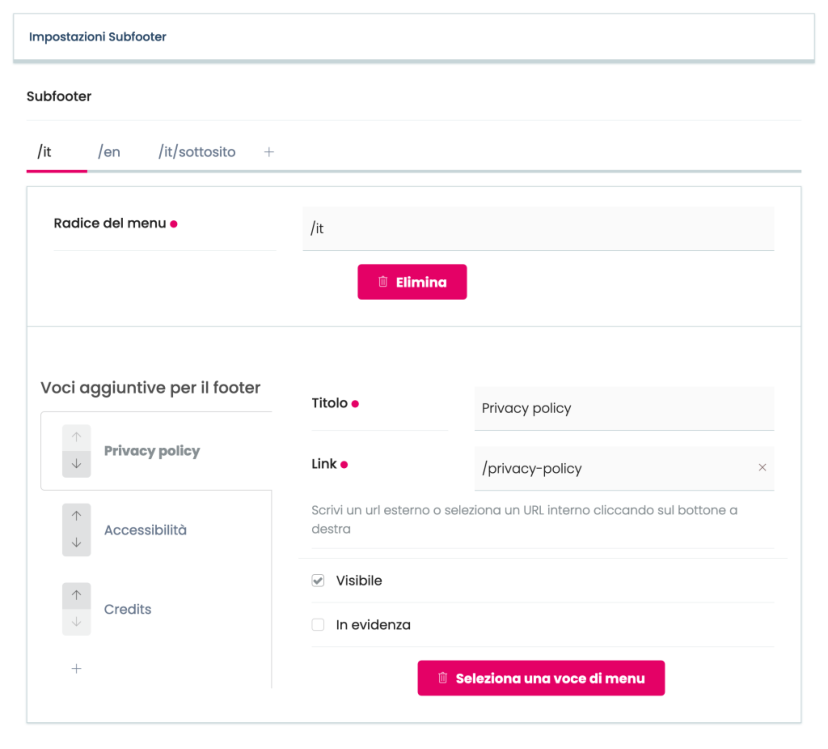 Impostazioni Subfooter
Subfooter
/it /en /it/sottosito +
Radice del menu
/it
Elimina
Voci aggiuntive per il footer
Privacy policy
Accessibilità
Credits
+
Titolo
Privacy policy
Link
/privacy-policy
Scrivi un url esterno o seleziona un URL interno cliccando sul bottone a
destra
Visibile
In evidenza
Seleziona una voce di menu